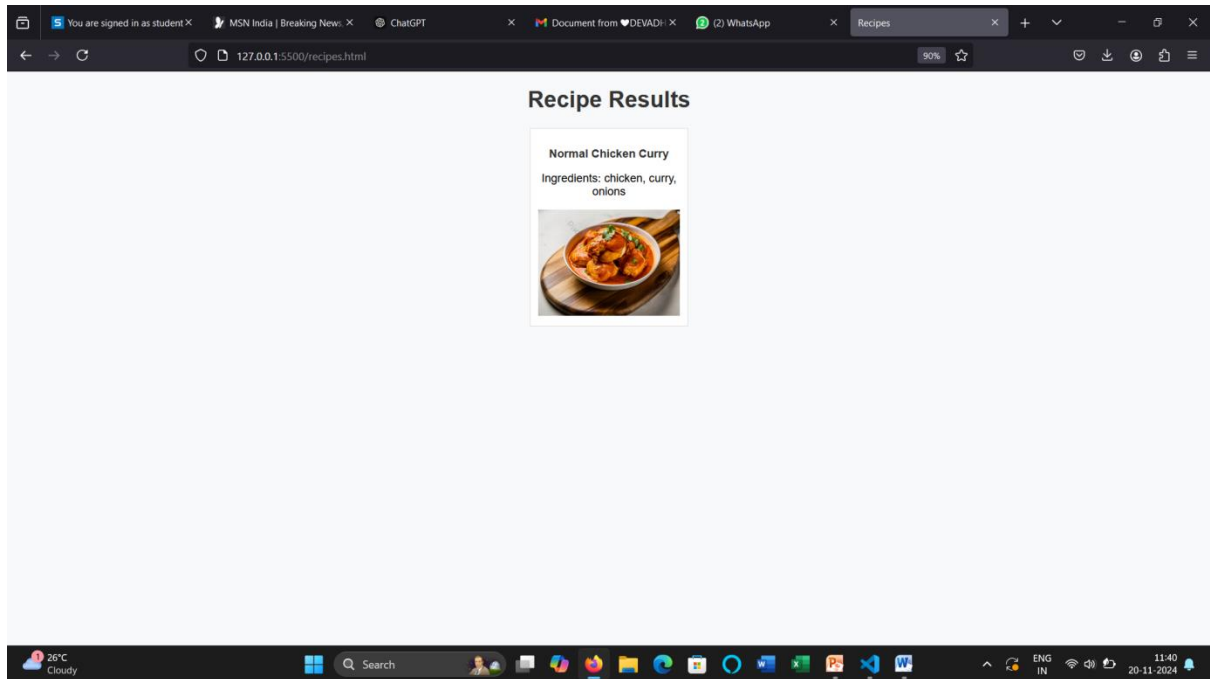 You are signed in as student
MSN India | Breaking News,
ChatGPT
Document from ♥DEVADH
(2) WhatsApp
Recipes
127.0.0.1:5500/recipes.html
90%
Recipe Results
Normal Chicken Curry
Ingredients: chicken, curry,
onions
1
26°C
Cloudy
Search
ENG
IN
11:40
20-11-2024